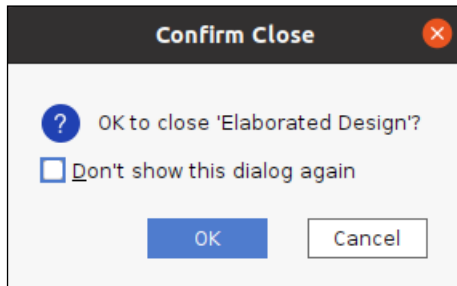 Confirm Close
OK to close 'Elaborated Design'?
Don't show this dialog again
OK
Cancel